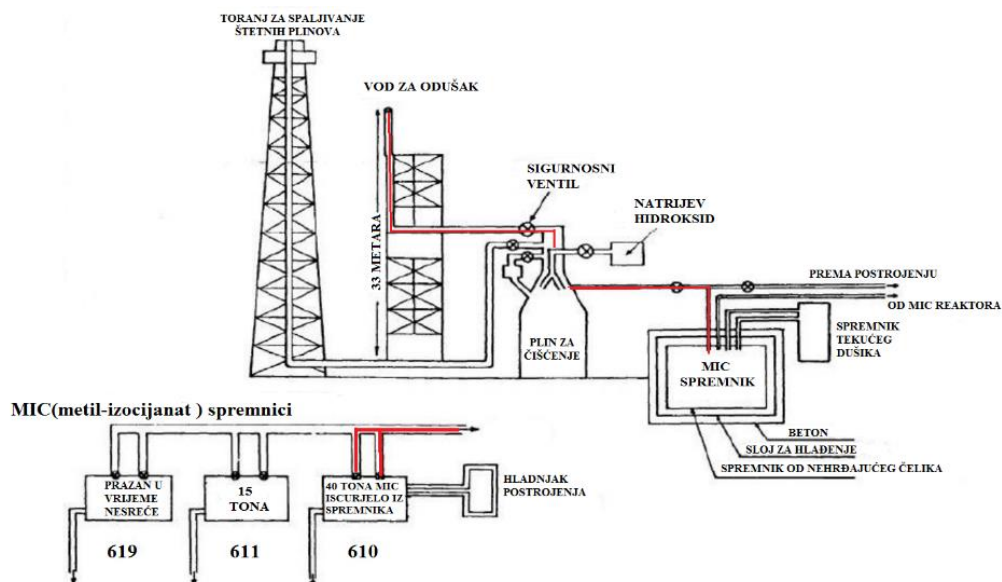 TORANJ ZA SPALJIVANJE
ŠTETNIH PLINOVA
VOD ZA ODUŠAK
33 METARA
SIGURNOSNI
VENTIL
NATRIJEV
HIDROKSID
PREMA POSTROJENJU
OD MIC REAKTORA
SPREMNIK
TEKUĆEG
DUŠIKA
PLIN ZA
ČIŠĆENJE
MIC
SPREMNIK
BETON
SLOJ ZA HLAĐENJE
SPREMNIK OD NEHRĐAJUĆEG ČELIKA
MIC(metil-izocijanat ) spremnici
PRAZAN U
VRIJEME
NESREĆE
15
TONA
40 TONA MIC
ISCURJELO IZ
SPREMNIKA
HLADNJAK
POSTROJENJA
619
611
610